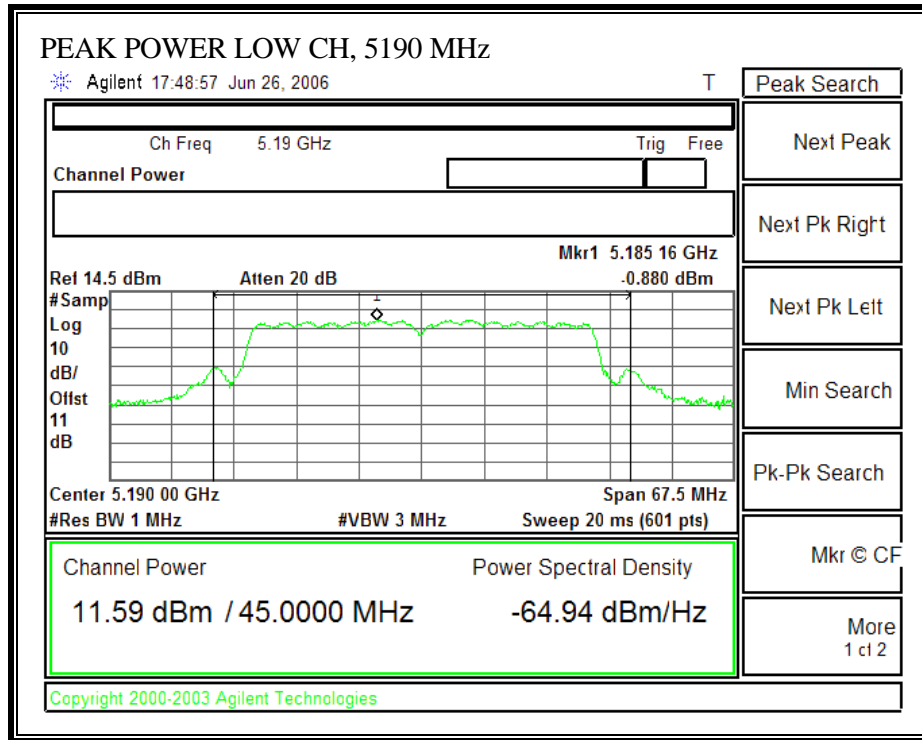 PEAK POWER LOW CH, 5190 MHz
Agilent 17:48:57 Jun 26, 2006 T
Peak Search
Ch Freq 5.19 GHz Trig Free
Channel Power
Next Peak
Next Pk Right
Mkr1 5.185 16 GHz
Ref 14.5 dBm Atten 20 dB -0.880 dBm
#Samp
Log
10
dB/
Offst
11
dB
1
Next Pk Left
Min Search
Pk-Pk Search
Center 5.190 00 GHz Span 67.5 MHz
#Res BW 1 MHz #VBW 3 MHz Sweep 20 ms (601 pts)
Channel Power Power Spectral Density
11.59 dBm / 45.0000 MHz -64.94 dBm/Hz
Mkr © CF
More
1 of 2
Copyright 2000-2003 Agilent Technologies